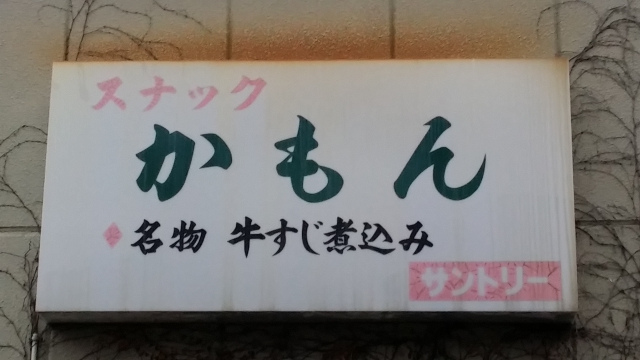 スナック
かもん
名物 牛すじ煮込み
サントリー